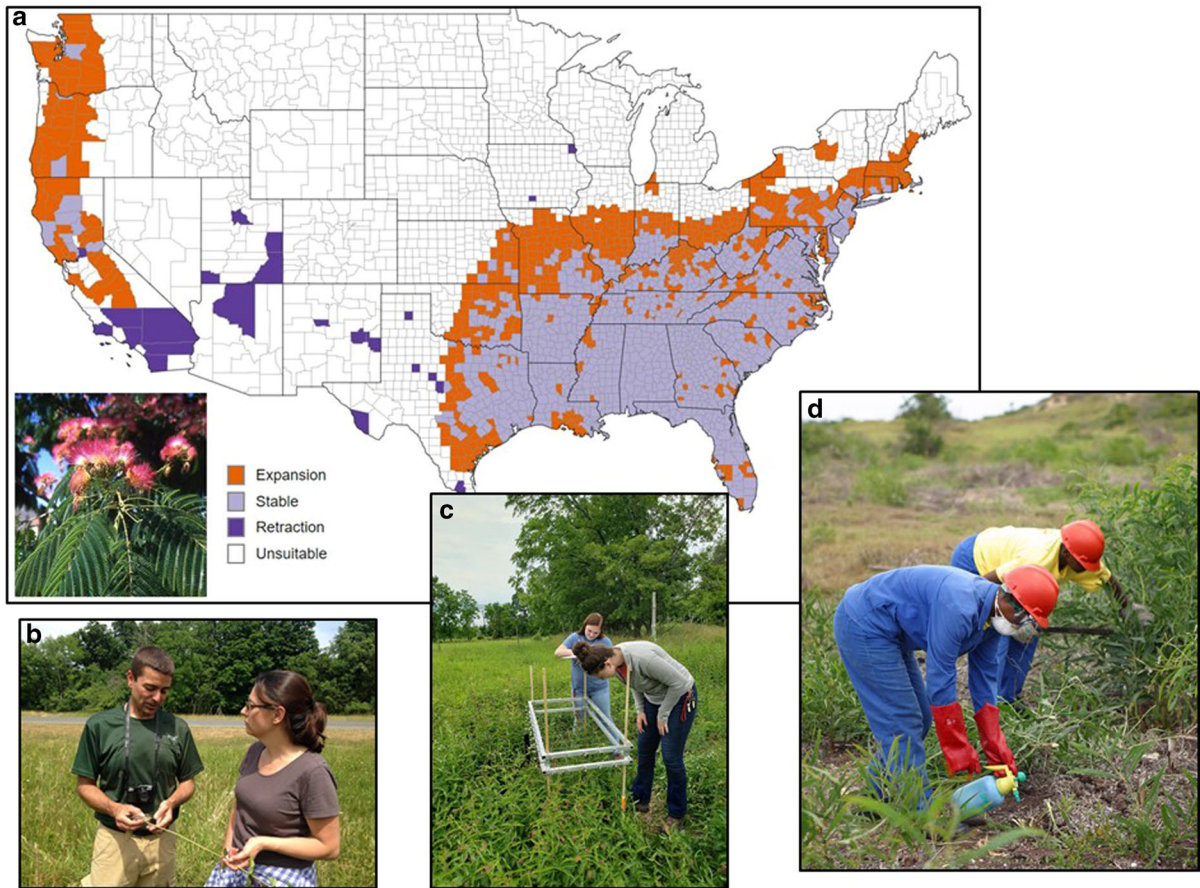 a
Expansion
Stable
Retraction
Unsuitable
b
c
d